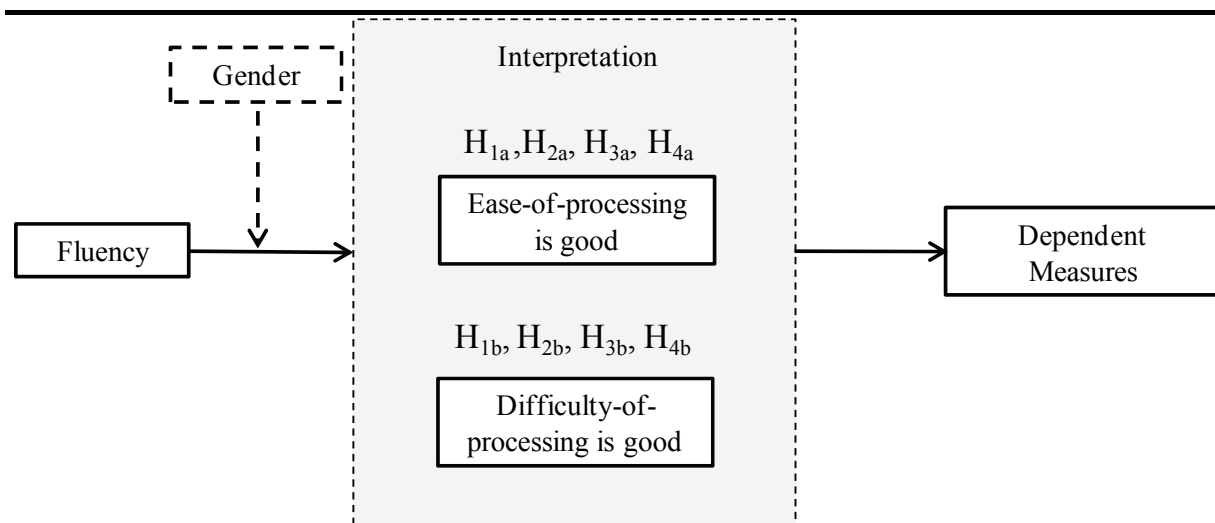 Gender
Interpretation
H1a ,H2a, H3a, H4a
Ease-of-processing
is good
Fluency
Dependent
Measures
H1b, H2b, H3b, H4b
Difficulty-of-
processing is good